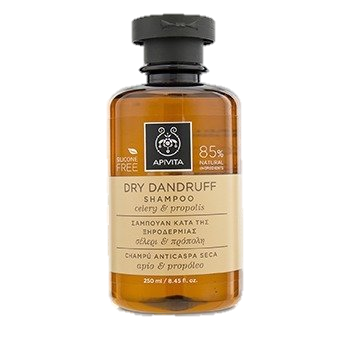 SILICONE
FREE
APIVITA
85%
NATURAL
INGREDIENTS
DRY DANDRUFF
SHAMPOO
celery & propolis
ΣΑΜΠΟΥΑΝ ΚΑΤΑ ΤΗΣ
ΞΗΡΟΔΕΡΜΙΑΣ
σέλερι & πρόπολη
CHAMPÚ ANTICASPA SECA
apio & propóleo
250 ml / 8.45 fl. oz.